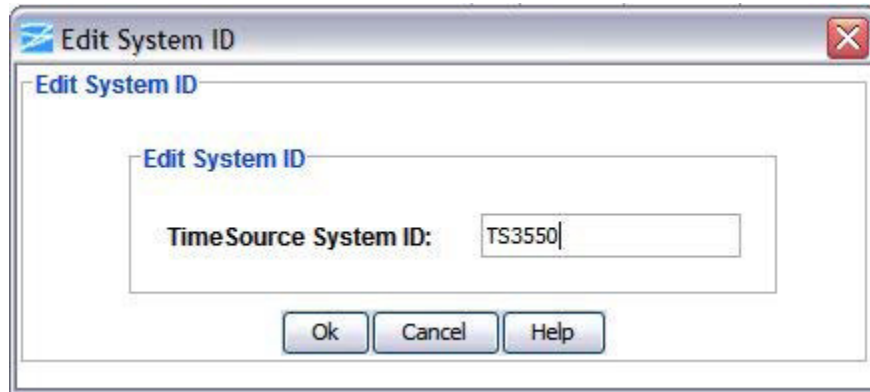 Edit System ID
Edit System ID
Edit System ID
TimeSource System ID: TS3550
Ok Cancel Help